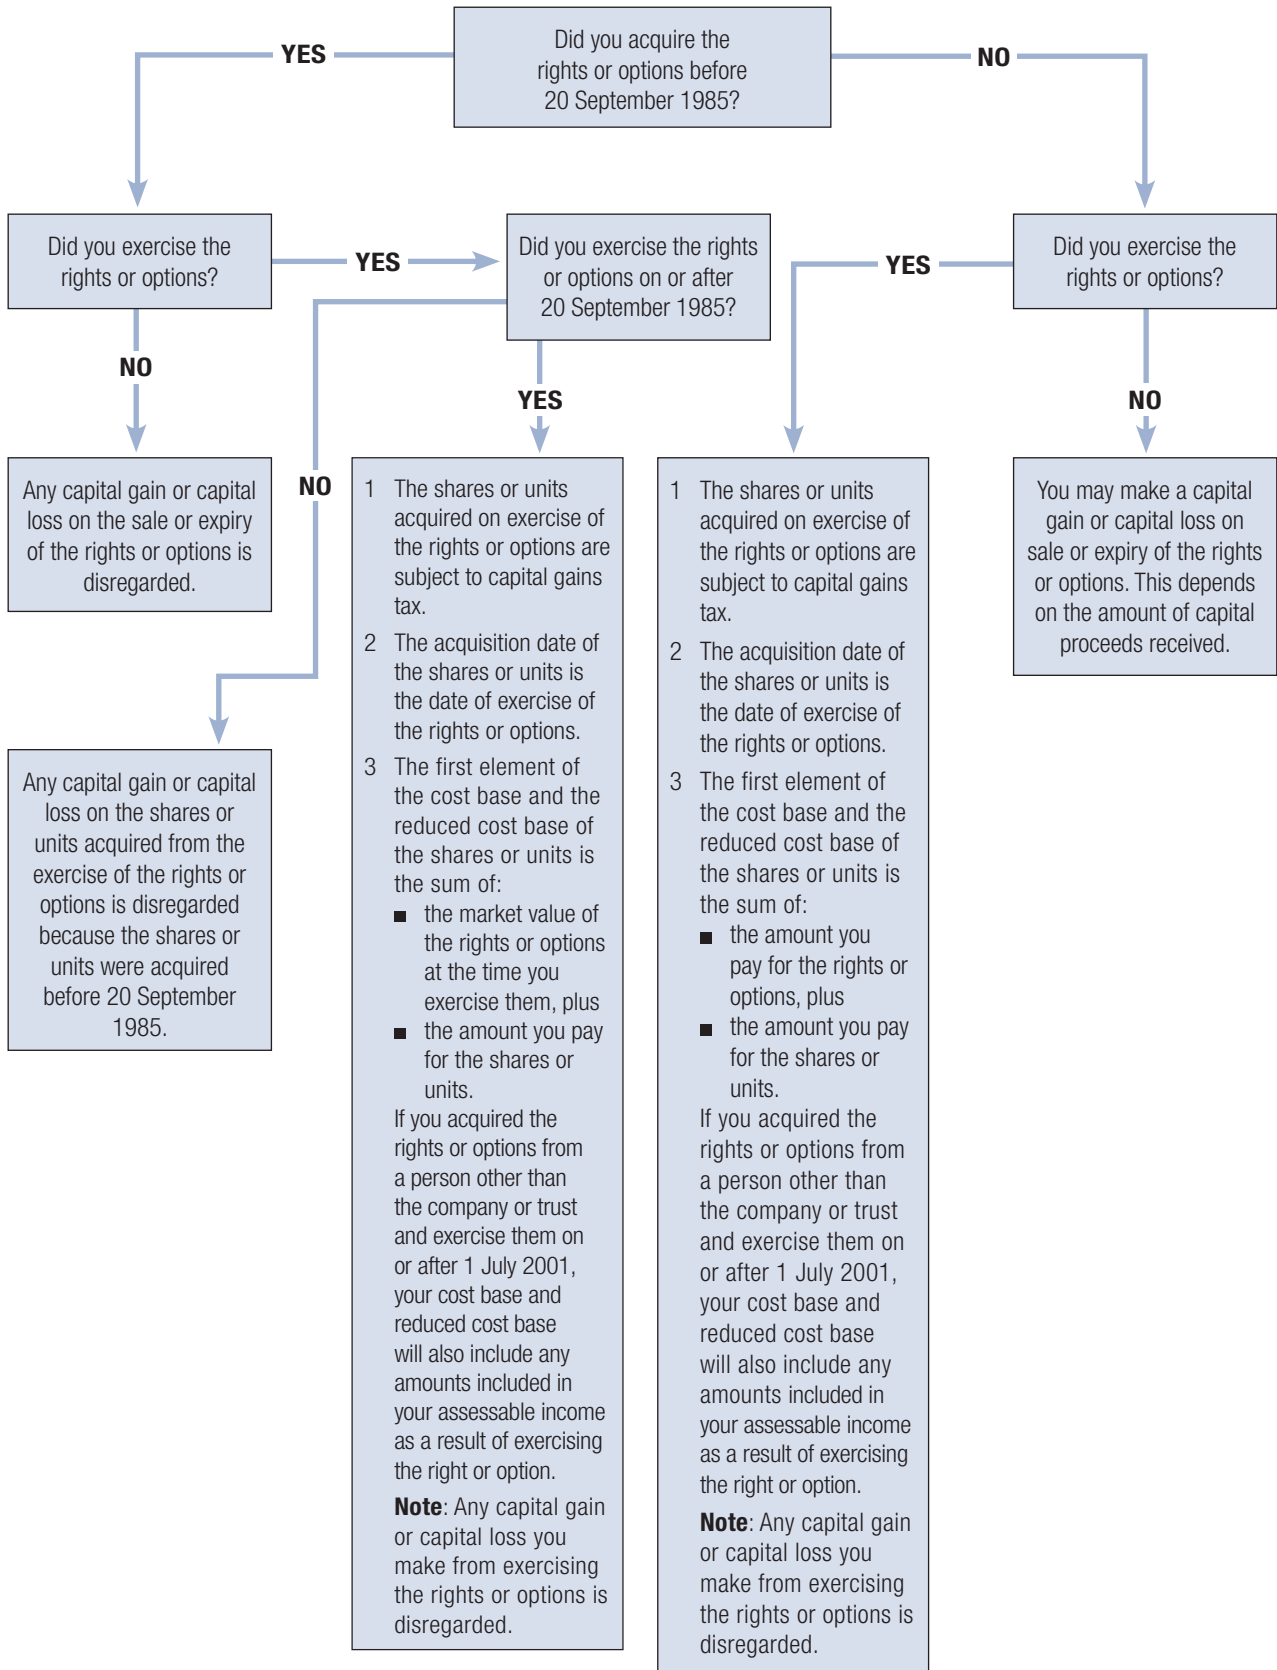 Did you acquire the
rights or options before
20 September 1985?
YES
NO
Did you exercise the
rights or options?
YES
Did you exercise the rights
or options on or after
20 September 1985?
YES
Did you exercise the
rights or options?
NO
YES
NO
NO
Any capital gain or capital
loss on the sale or expiry
of the rights or options is
disregarded.
Any capital gain or capital
loss on the shares or
units acquired from the
exercise of the rights or
options is disregarded
because the shares or
units were acquired
before 20 September
1985.
1 The shares or units
acquired on exercise of
the rights or options are
subject to capital gains
tax.
2 The acquisition date of
the shares or units is
the date of exercise of
the rights or options.
3 The first element of
the cost base and the
reduced cost base of
the shares or units is
the sum of:
■ the market value of
the rights or options
at the time you
exercise them, plus
■ the amount you pay
for the shares or
units.
If you acquired the
rights or options from
a person other than
the company or trust
and exercise them on
or after 1 July 2001,
your cost base and
reduced cost base
will also include any
amounts included in
your assessable income
as a result of exercising
the right or option.
Note: Any capital gain
or capital loss you
make from exercising
the rights or options is
disregarded.
1 The shares or units
acquired on exercise of
the rights or options are
subject to capital gains
tax.
2 The acquisition date of
the shares or units is
the date of exercise of
the rights or options.
3 The first element of
the cost base and the
reduced cost base of
the shares or units is
the sum of:
■ the amount you
pay for the rights or
options, plus
■ the amount you pay
for the shares or
units.
If you acquired the
rights or options from
a person other than
the company or trust
and exercise them on
or after 1 July 2001,
your cost base and
reduced cost base
will also include any
amounts included in
your assessable income
as a result of exercising
the right or option.
Note: Any capital gain
or capital loss you
make from exercising
the rights or options is
disregarded.
You may make a capital
gain or capital loss on
sale or expiry of the rights
or options. This depends
on the amount of capital
proceeds received.